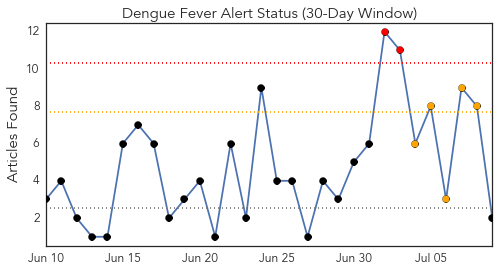 Dengue Fever Alert Status (30-Day Window)
Articles Found
12
10
8
6
4
2
Jun 10
Jun 15
Jun 20
Jun 25
Jun 30
Jul 05